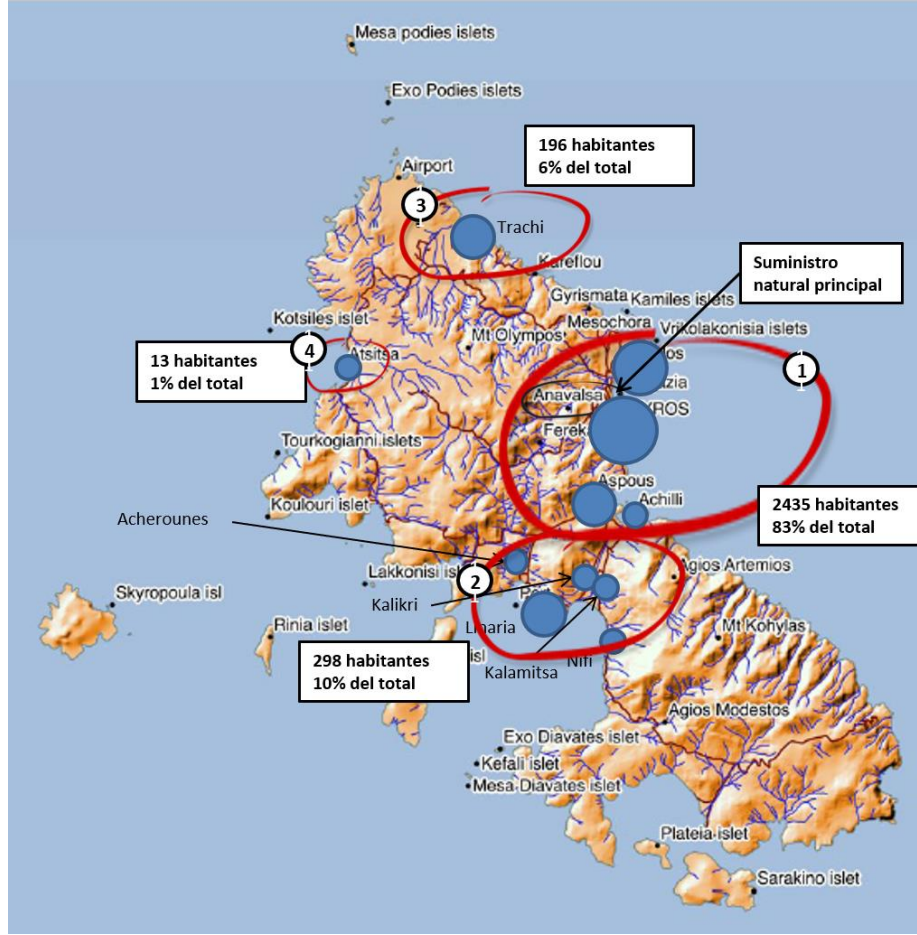 Mesa podies islets
Exo Podies islets
196 habitantes
6% del total
Airport
3
Trachi
Kareflou
Suministro
natural principal
Gyrismata
Kamiles islets
Kotsiles islet
Mesochora
Vrikolakonisia islets
Mt Olympos
13 habitantes
1% del total
4
Atsitsa
1
Anavalsa
Tourkogianni islets
Aspous
Achilli
Koulouri islet
2435 habitantes
83% del total
Acherounes
Agios Artemios
Lakkonisi
2
Kalikri
Skyropoula isl
Linaria
Rinia islet
Mt Kohylas
298 habitantes
10% del total
isl
Kalamitsa
Nifi
Agios Modestos
Exo Diavates islet
Kefali islet
Mesa Diavates islet
Plateia islet
Sarakino islet